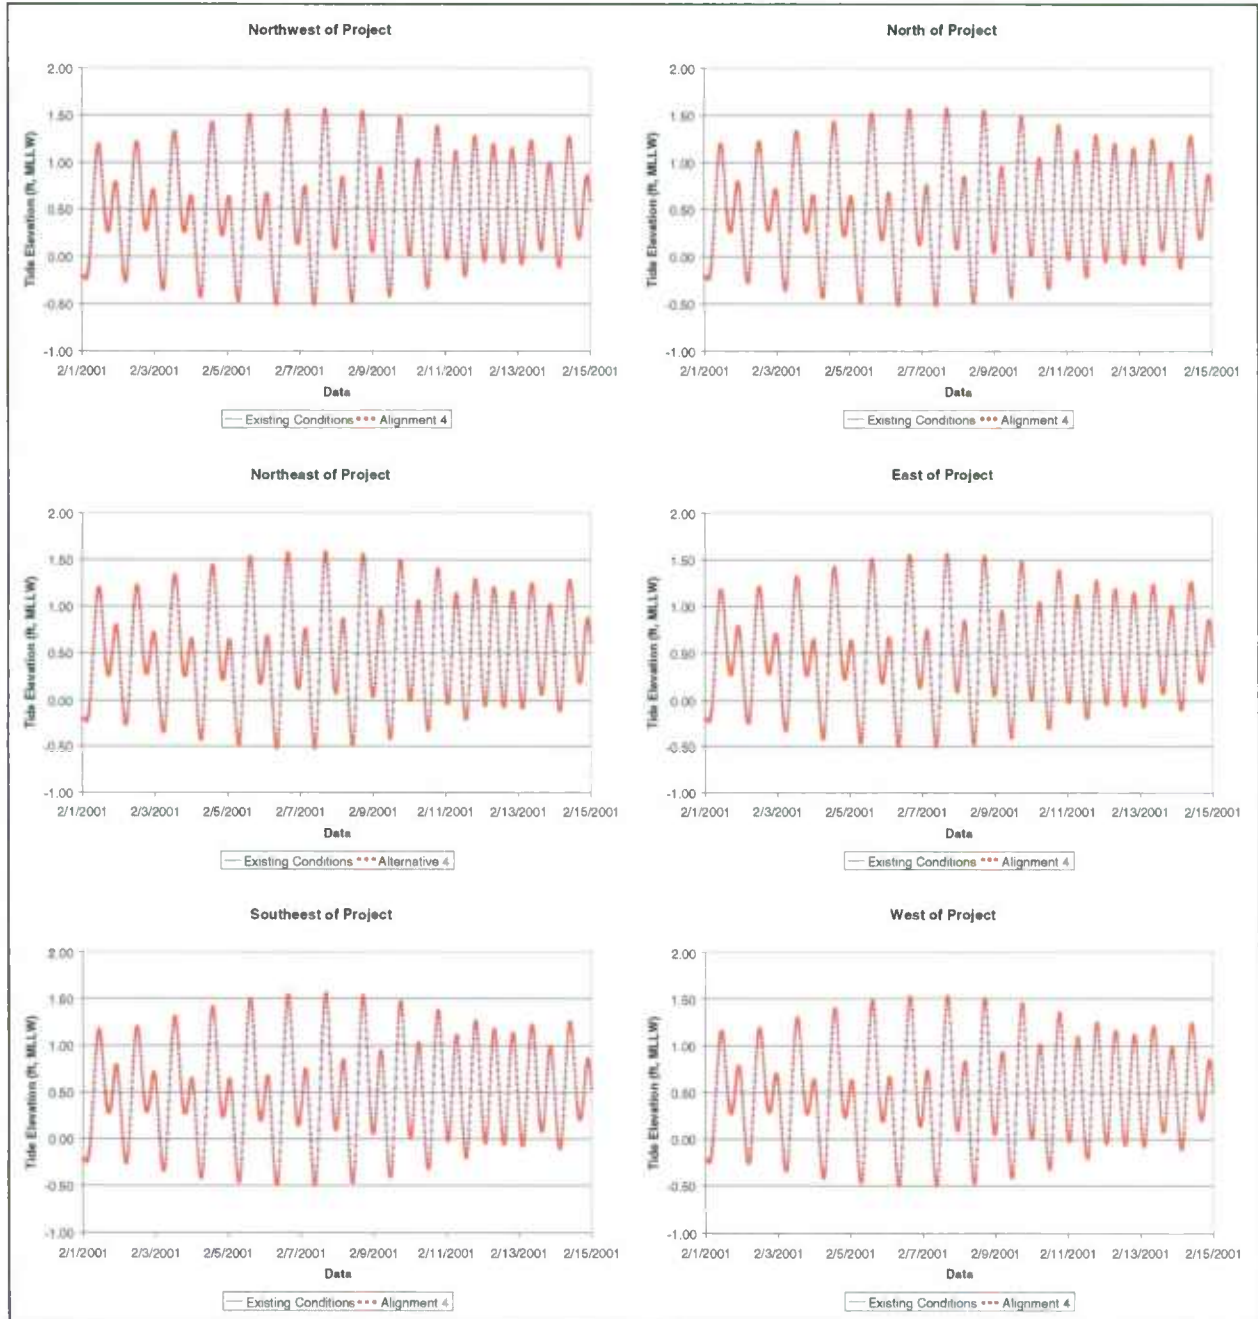 Northwest of Project
2.00
1.50
1.00
0.50
0.00
-0.50
-1.00
Tide Elevation (ft, MLLW)
2/1/2001 2/3/2001 2/5/2001 2/7/2001 2/9/2001 2/11/2001 2/13/2001 2/15/2001
Data
Existing Conditions Alignment 4
North of Project
2.00
1.50
1.00
0.50
0.00
-0.50
-1.00
Tide Elevation (ft, MLLW)
2/1/2001 2/3/2001 2/5/2001 2/7/2001 2/9/2001 2/11/2001 2/13/2001 2/15/2001
Data
Existing Conditions Alignment 4
Northeast of Project
2.00
1.50
1.00
0.50
0.00
-0.50
-1.00
Tide Elevation (ft, MLLW)
2/1/2001 2/3/2001 2/5/2001 2/7/2001 2/9/2001 2/11/2001 2/13/2001 2/15/2001
Data
Existing Conditions Alternative 4
East of Project
2.00
1.50
1.00
0.50
0.00
-0.50
-1.00
Tide Elevation (ft, MLLW)
2/1/2001 2/3/2001 2/5/2001 2/7/2001 2/9/2001 2/11/2001 2/13/2001 2/15/2001
Data
Existing Conditions Alignment 4
Southeest of Project
2.00
1.50
1.00
0.50
0.00
-0.50
-1.00
Tide Elevation (ft, MLLW)
2/1/2001 2/3/2001 2/5/2001 2/7/2001 2/9/2001 2/11/2001 2/13/2001 2/15/2001
Data
Existing Conditions Alignment 4
West of Project
2.00
1.50
1.00
0.50
0.00
-0.50
-1.00
Tide Elevation (ft, MLLW)
2/1/2001 2/3/2001 2/5/2001 2/7/2001 2/9/2001 2/11/2001 2/13/2001 2/15/2001
Data
Existing Conditions Alignment 4